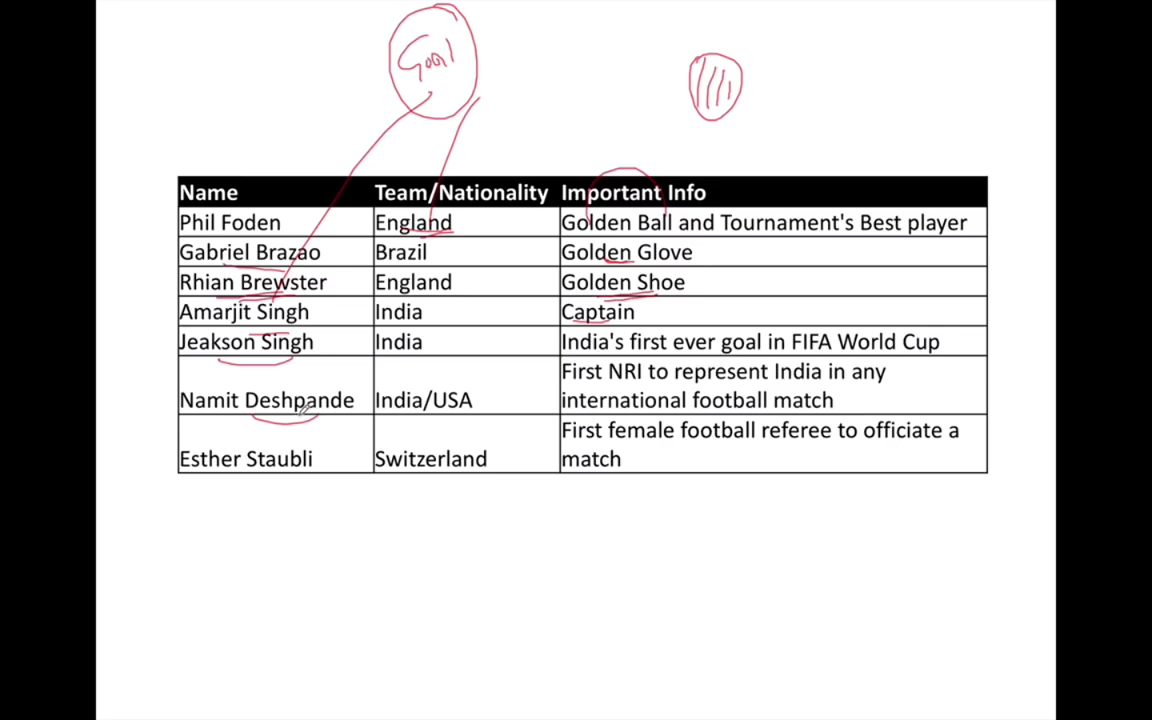 Goal
Name Team/Nationality Important Info
Phil Foden England Golden Ball and Tournament's Best player
Gabriel Brazao Brazil Golden Glove
Rhian Brewster England Golden Shoe
Amarjit Singh India Captain
Jeakson Singh India India's first ever goal in FIFA World Cup
First NRI to represent India in any
Namit Deshpande India/USA international football match
First female football referee to officiate a
Esther Staubli Switzerland match